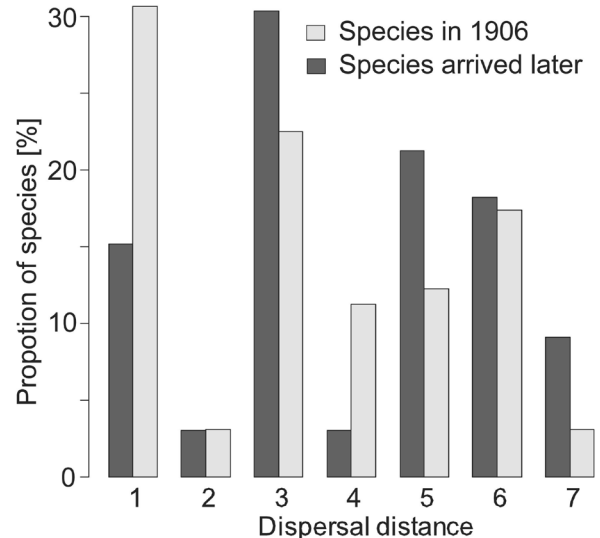 Species in 1906
Species arrived later
Propotion of species [%]
30
20
10
0
1 2 3 4 5 6 7
Dispersal distance